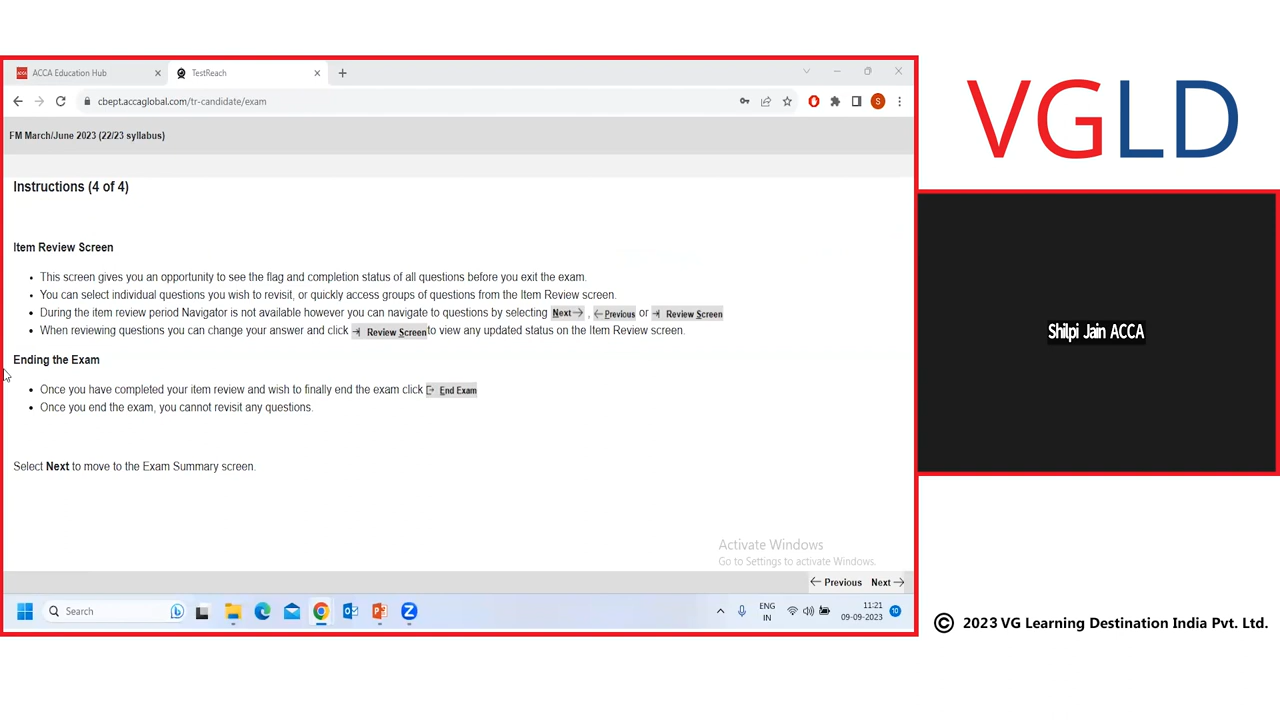 ACCA Education Hub
TestReach
cbept.accaglobal.com/tr-candidate/exam
S
FM March/June 2023 (22/23 syllabus)
Instructions (4 of 4)
Item Review Screen
• This screen gives you an opportunity to see the flag and completion status of all questions before you exit the exam.
• You can select individual questions you wish to revisit, or quickly access groups of questions from the Item Review screen.
• During the item review period Navigator is not available however you can navigate to questions by selecting Next , Previous or Review Screen
• When reviewing questions you can change your answer and click Review Screen to view any updated status on the Item Review screen.
Ending the Exam
• Once you have completed your item review and wish to finally end the exam click End Exam
• Once you end the exam, you cannot revisit any questions.
Select Next to move to the Exam Summary screen.
Activate Windows
Go to Settings to activate Windows.
Previous Next
Search
ENG
IN
11:21
09-09-2023
10
VGLD
Shilpi Jain ACCA
© 2023 VG Learning Destination India Pvt. Ltd.